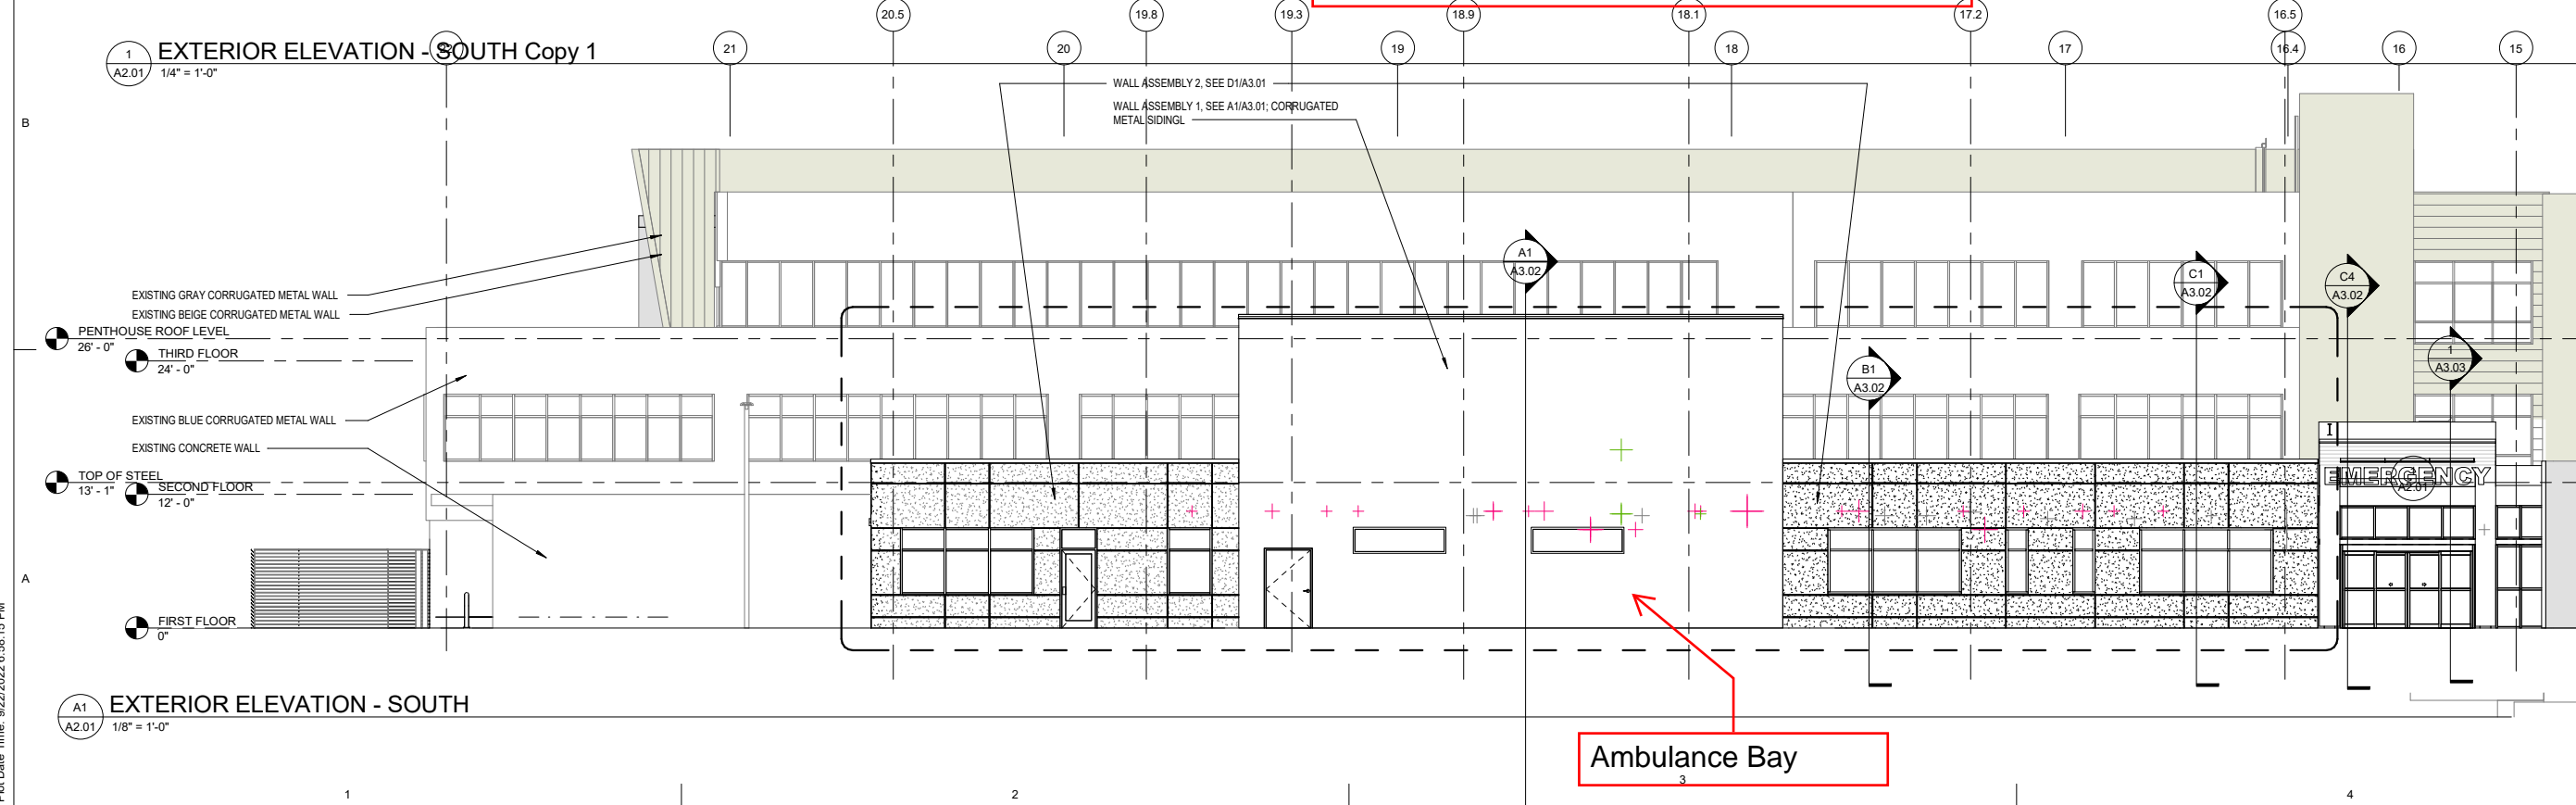 20.5
19.8
19.3
18.9
18.1
17.2
16.5
22
21
20
19
18
17
16.4
16
15
1
A2.01
EXTERIOR ELEVATION - SOUTH Copy 1
1/4" = 1'-0"
WALL ASSEMBLY 2, SEE D1/A3.01
WALL ASSEMBLY 1, SEE A1/A3.01; CORRUGATED
METAL SIDINGL
B
A1
A3.02
C1
A3.02
C4
A3.02
EXISTING GRAY CORRUGATED METAL WALL
EXISTING BEIGE CORRUGATED METAL WALL
PENTHOUSE ROOF LEVEL
26' - 0"
THIRD FLOOR
24' - 0"
1
A3.03
B1
A3.02
EXISTING BLUE CORRUGATED METAL WALL
EXISTING CONCRETE WALL
TOP OF STEEL
13' - 1"
SECOND FLOOR
12' - 0"
EMERGENCY
A2.01
A
FIRST FLOOR
0"
A1
A2.01
EXTERIOR ELEVATION - SOUTH
1/8" = 1'-0"
Ambulance Bay
1
2
3
4